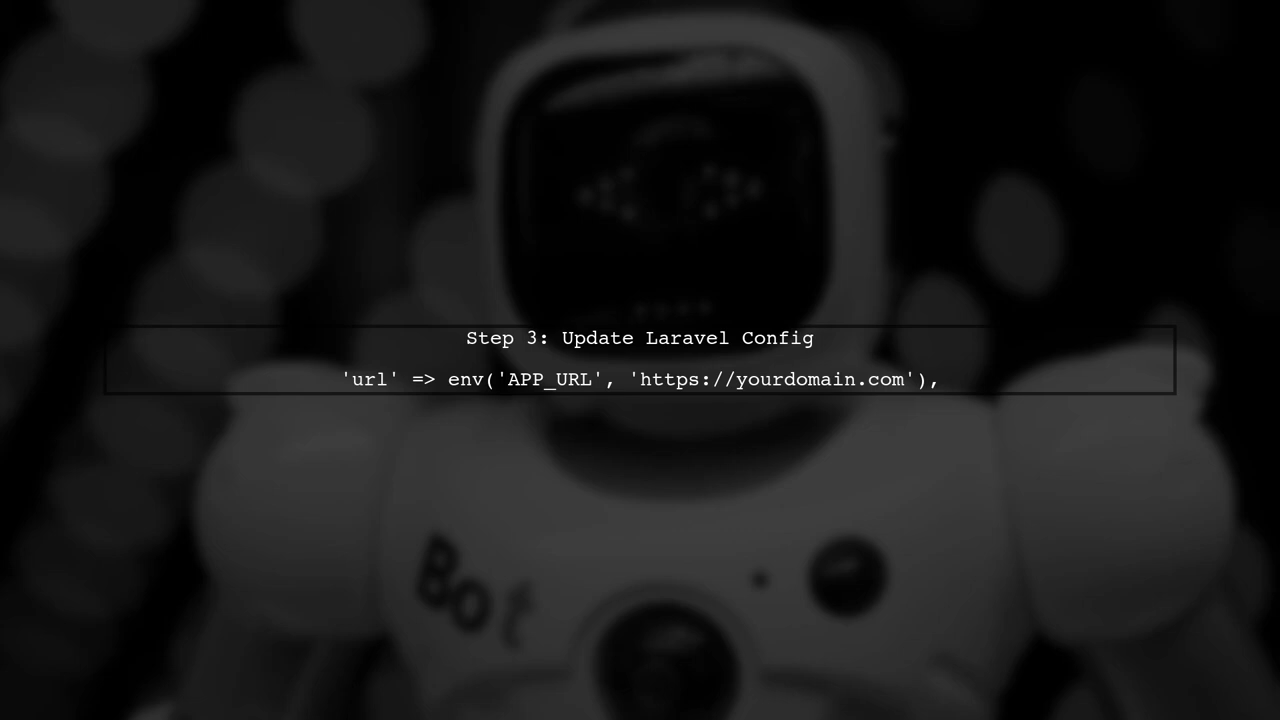 Step 3: Update Laravel Config
'url' => env('APP_URL', 'https://yourdomain.com'),
Bot